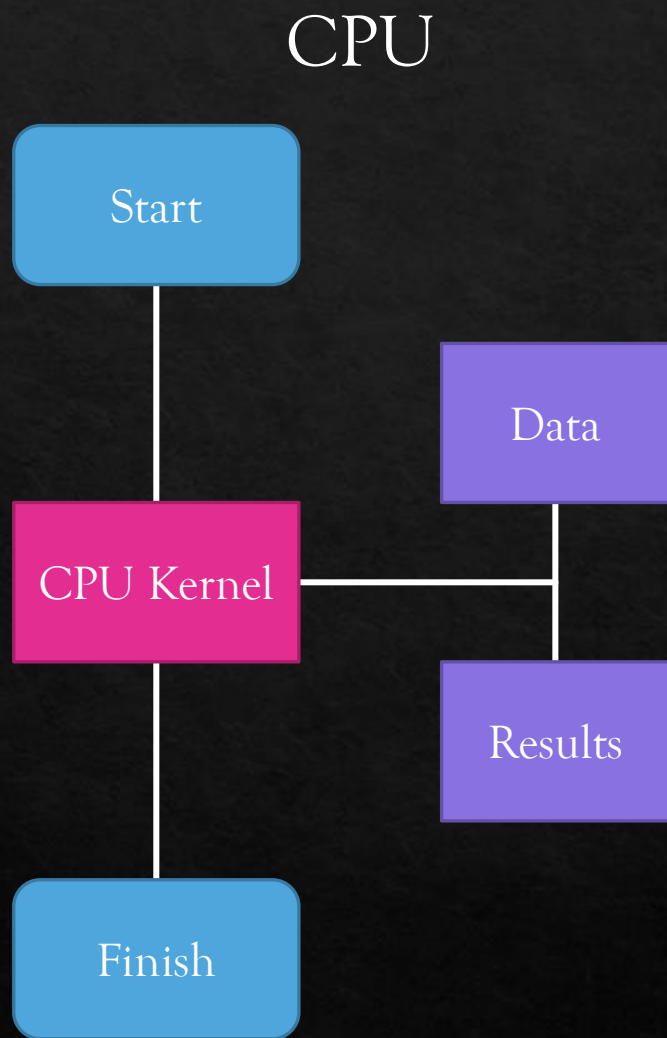 CPU
Start
Data
CPU Kernel
Results
Finish